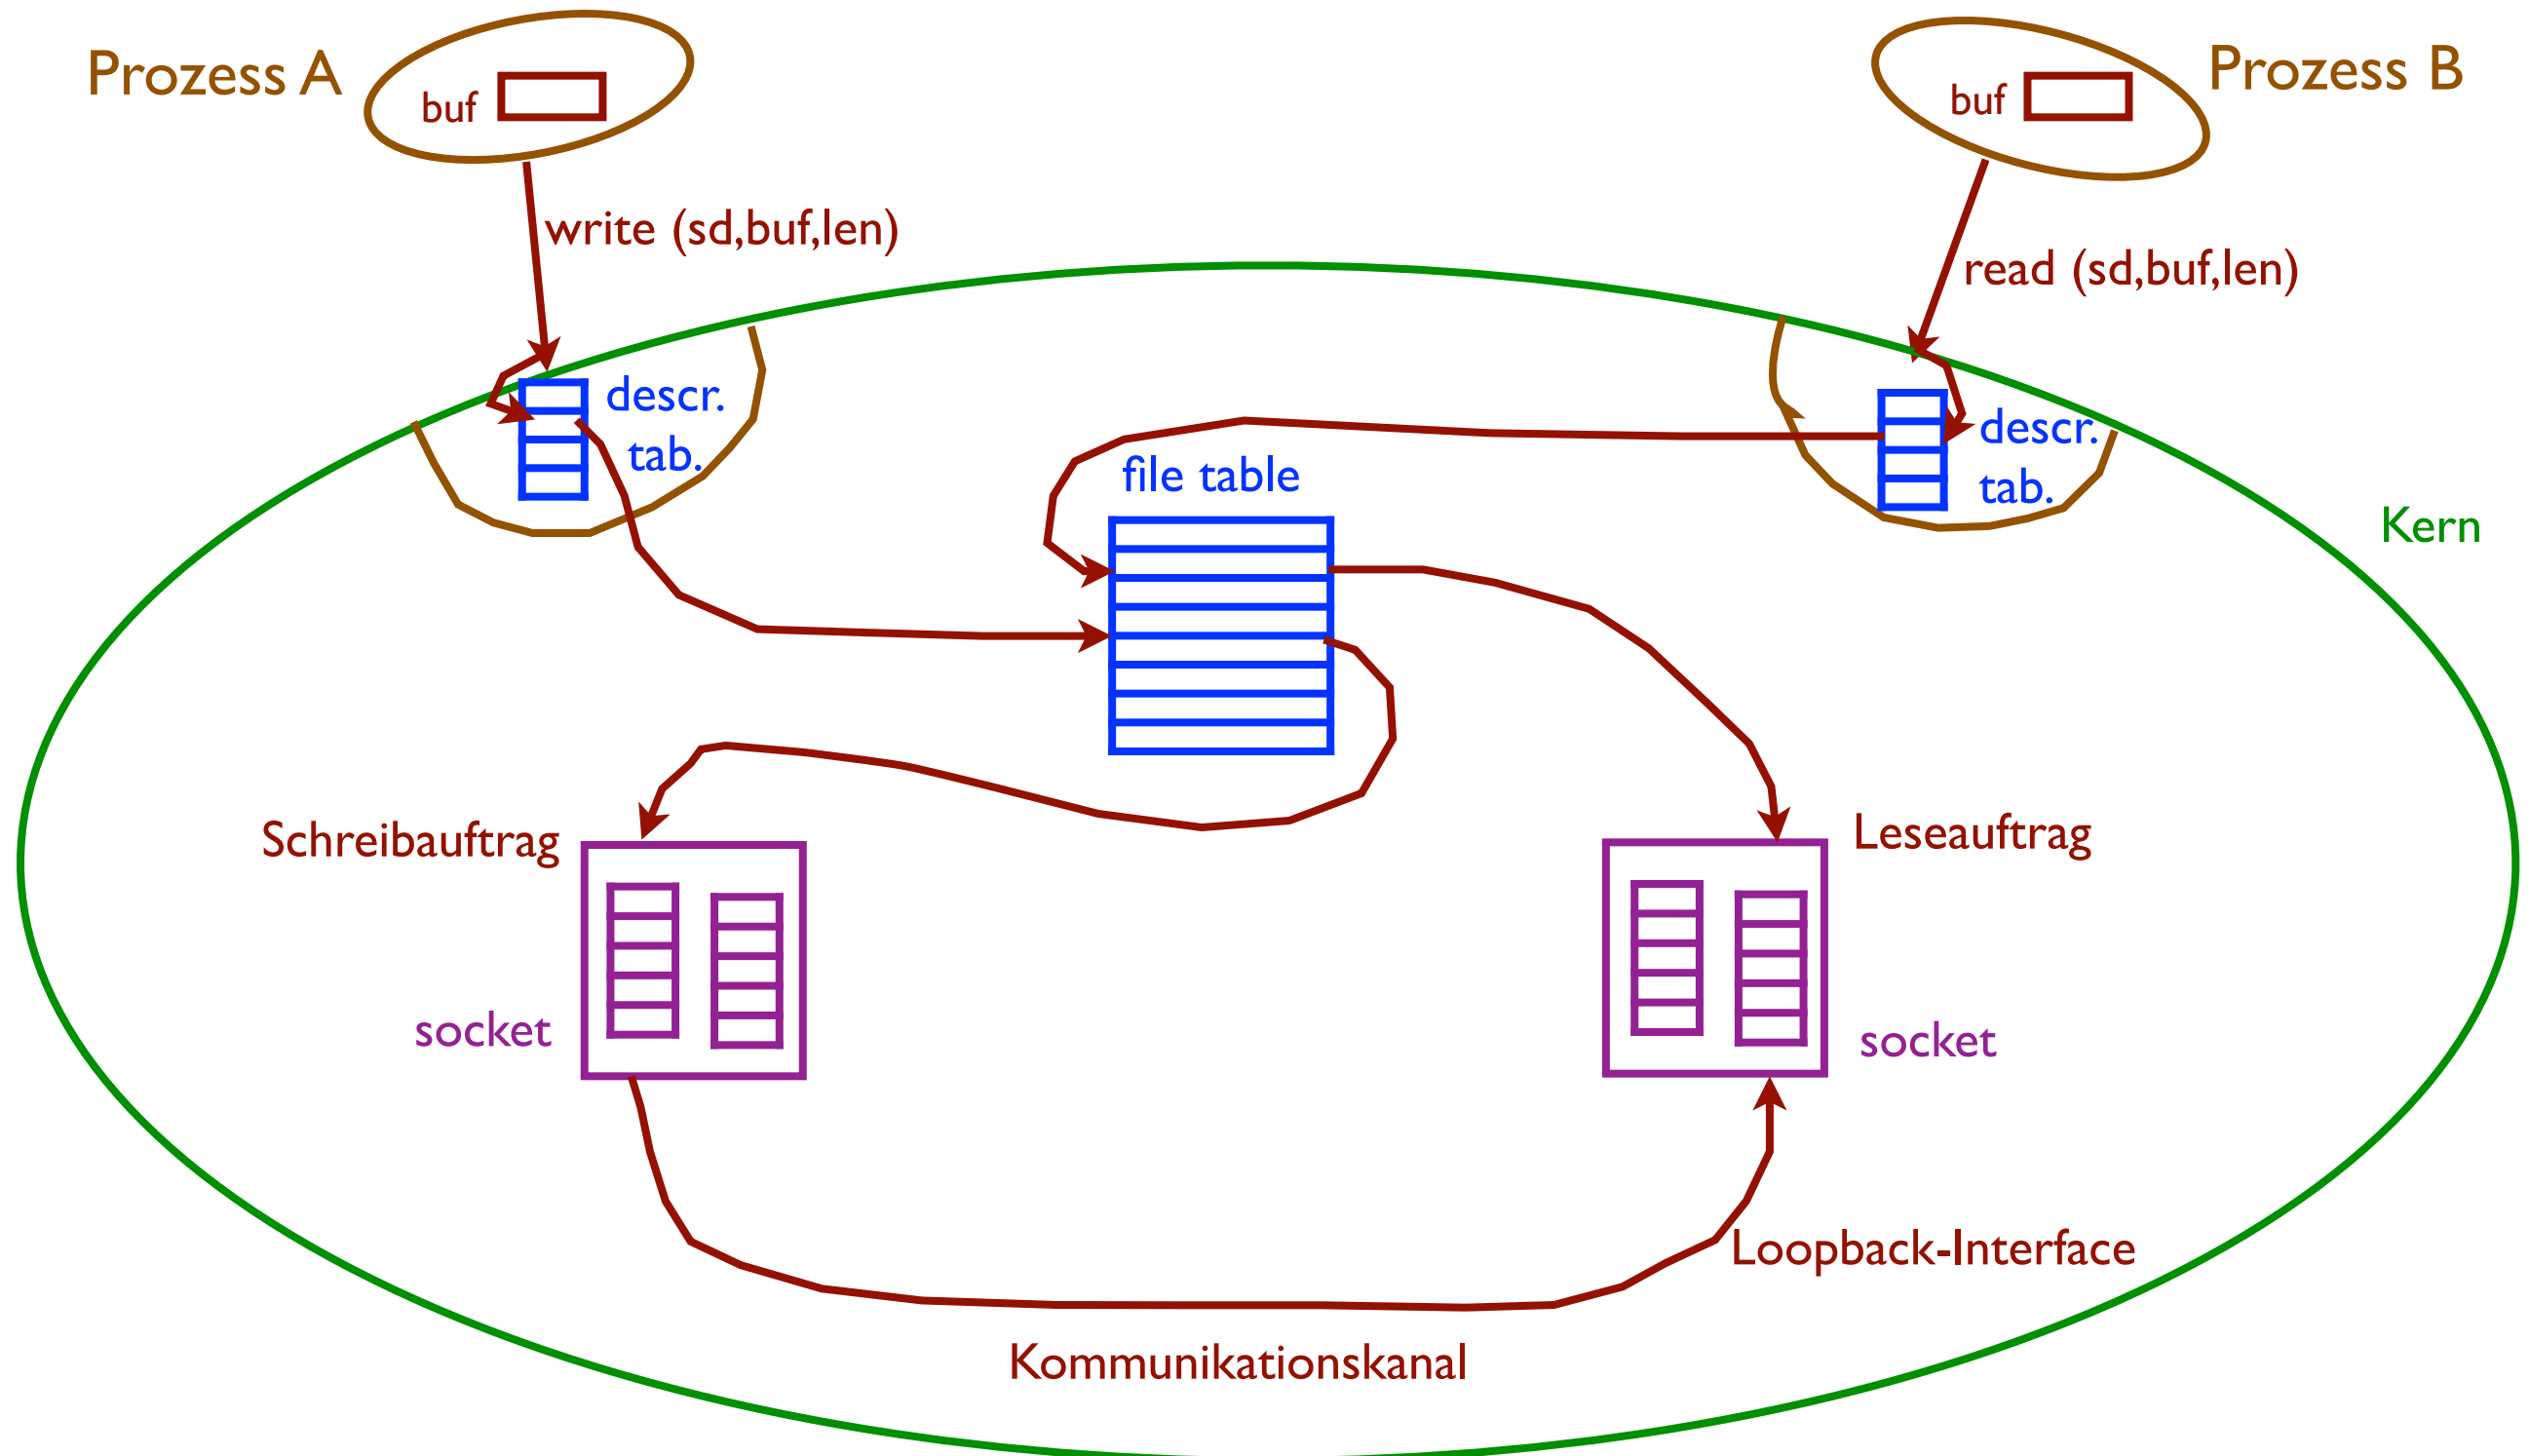 Prozess A
buf
buf
Prozess B
write (sd,buf,len)
read (sd,buf,len)
descr.
tab.
descr.
tab.
file table
Kern
Schreibauftrag
Leseauftrag
socket
socket
Loopback-Interface
Kommunikationskanal